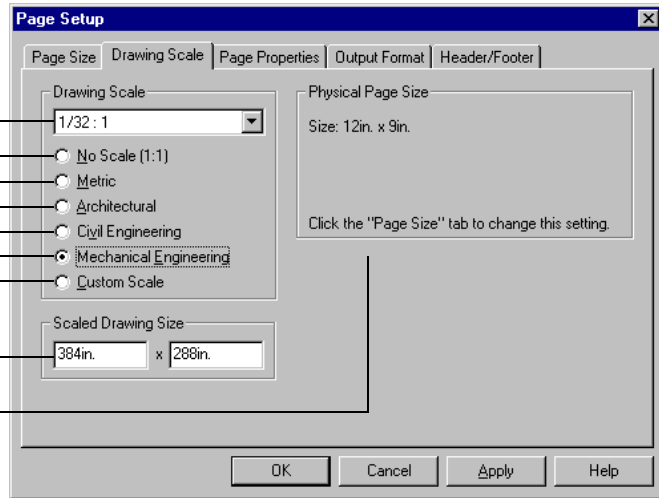 Page Setup
Page Size
Drawing Scale
Page Properties
Output Format
Header/Footer
Drawing Scale
1/32 : 1
No Scale (1:1)
Metric
Architectural
Civil Engineering
Mechanical Engineering
Custom Scale
Scaled Drawing Size
384in. x 288in.
Physical Page Size
Size: 12in. x 9in.
Click the "Page Size" tab to change this setting.
OK
Cancel
Apply
Help